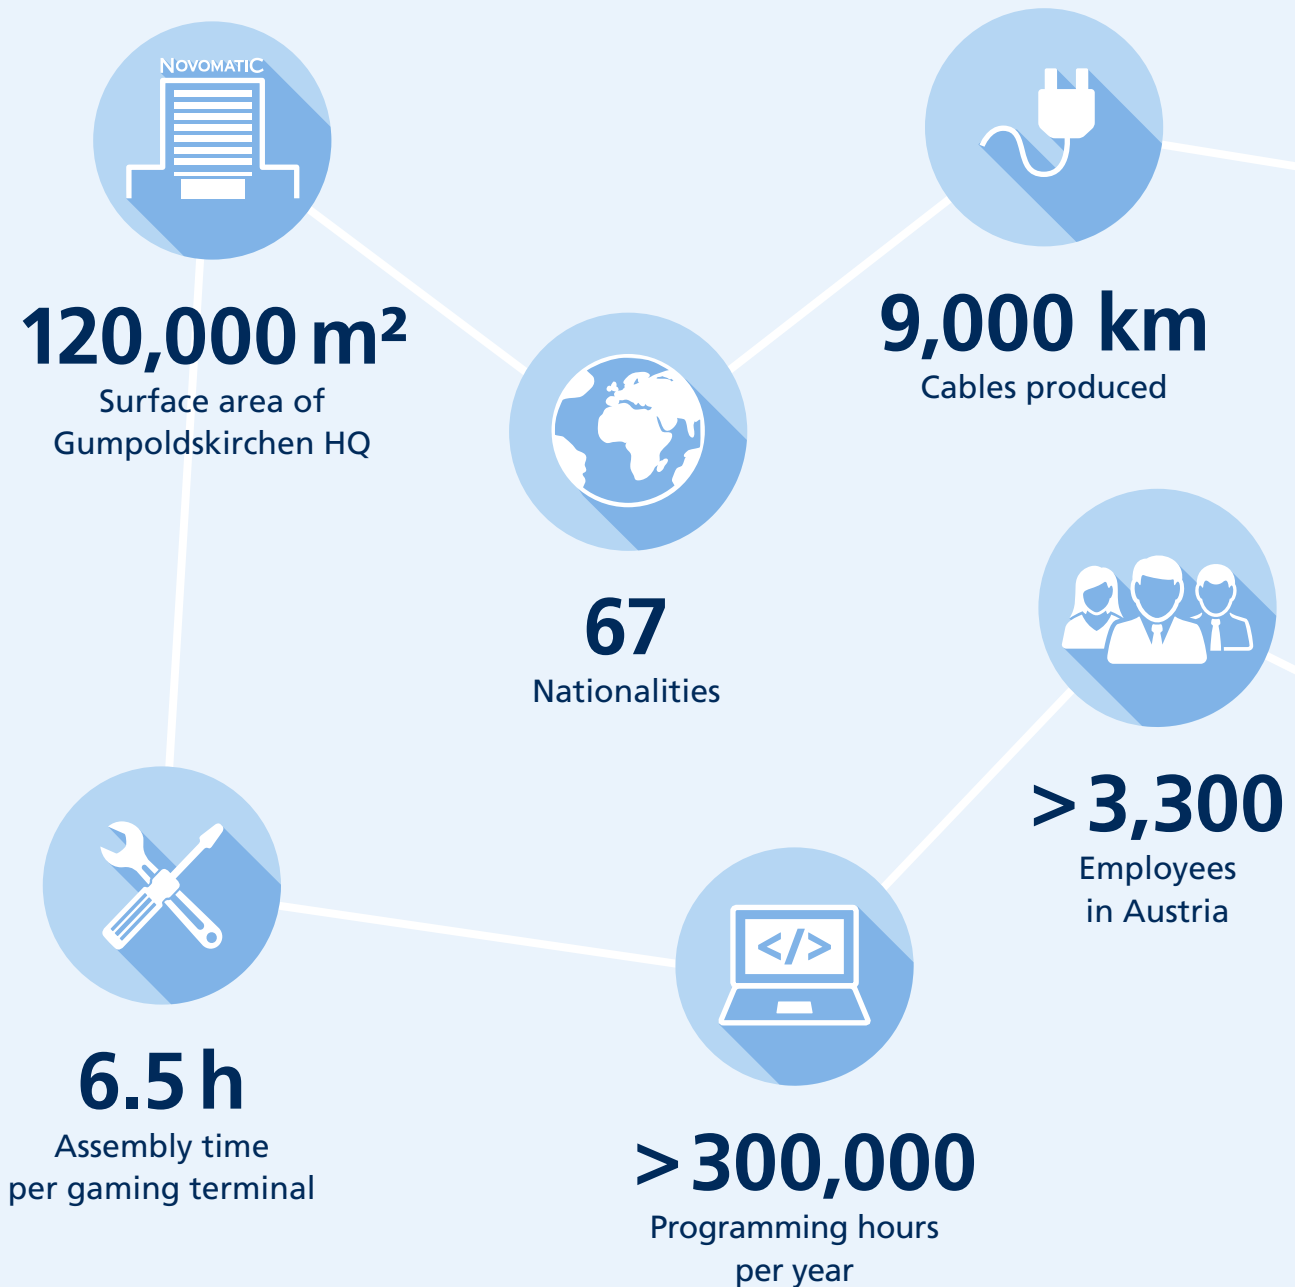 NOVOMATIC
120,000 m²
Surface area of
Gumpoldskirchen HQ
9,000 km
Cables produced
67
Nationalities
>3,300
Employees
in Austria
6.5 h
Assembly time
per gaming terminal
</>
>300,000
Programming hours
per year